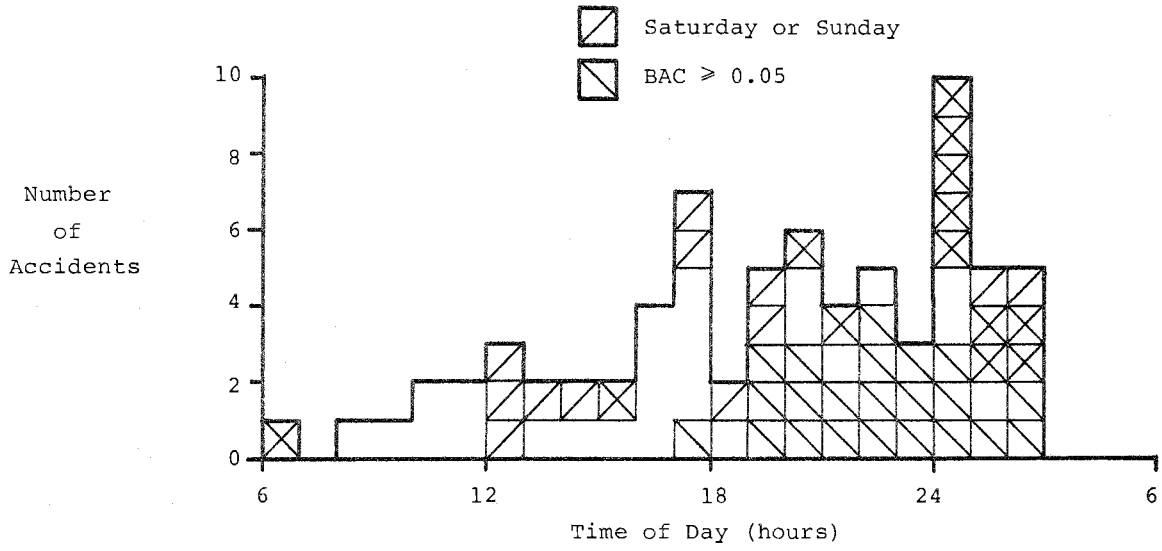 Saturday or Sunday
BAC ⩾ 0.05
10
8
6
4
2
0
Number
of
Accidents
6 12 18 24 6
Time of Day (hours)